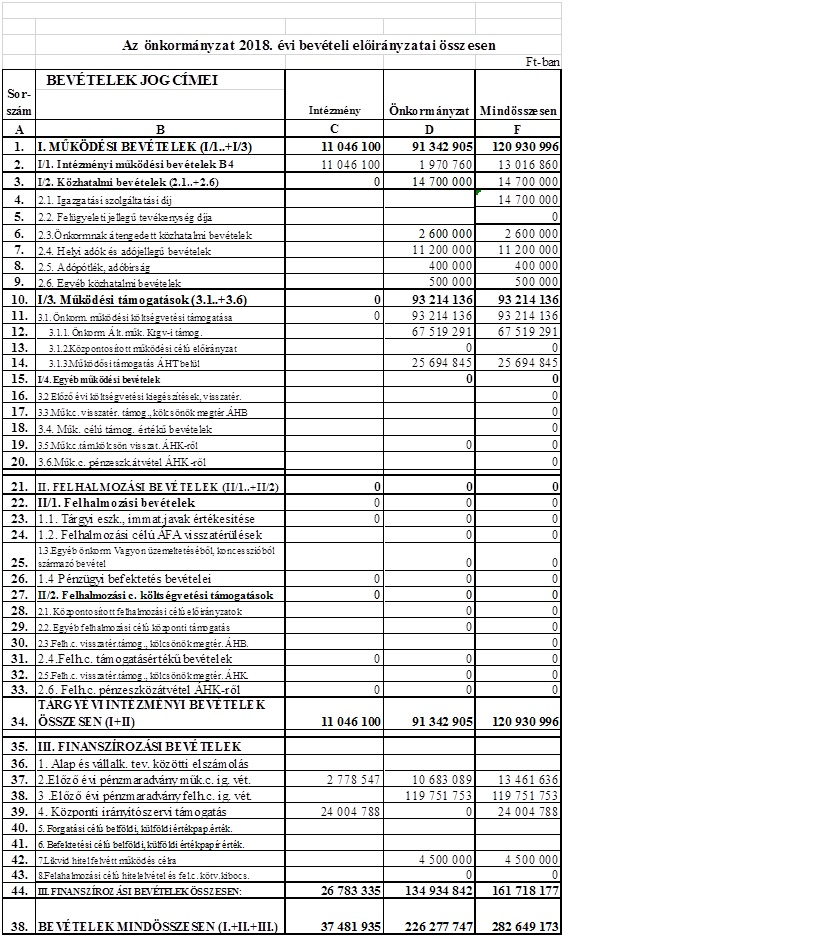 Az önkormányzat 2018. évi bevételi előirányzatai összesen
Ft-ban
Sor-szám BEVÉTELEK JOGCÍMEI Intézmény Önkormányzat Mindösszesen
A B C D F
1. I. MŰKÖDÉSI BEVÉTELEK (I/1..+I/3) 11 046 100 91 342 905 120 930 996
2. I/1. Intézményi működési bevételek B4 11 046 100 1 970 760 13 016 860
3. I/2. Közhatalmi bevételek (2.1..+2.6) 0 14 700 000 14 700 000
4. 2.1. Igazgatási szolgáltatási díj 14 700 000
5. 2.2. Felügyeleti jellegű tevékenység díja 0
6. 2.3.Önkormnak átengedett közhatalmi bevételek 2 600 000 2 600 000
7. 2.4. Helyi adók és adójellegű bevételek 11 200 000 11 200 000
8. 2.5. Adópótlék, adóbírság 400 000 400 000
9. 2.6. Egyéb közhatalmi bevételek 500 000 500 000
10. I/3. Működési támogatások (3.1..+3.6) 0 93 214 136 93 214 136
11. 3.1. Önkorm. működési költségvetési támogatása 0 93 214 136 93 214 136
12. 3.1.1. Önkorm. Ált. műk. Ktgv-i támog. 67 519 291 67 519 291
13. 3.1.2Központosított működési célú előirányzat 0 0
14. 3.1.3Működősi támogatás ÁHT belül 25 694 845 25 694 845
15. I/4. Egyéb működési bevételek 0 0
16. 3.2 Előző évi költségvetési kiegészítések, visszatér. 0
17. 3.3.Műk.c. visszatér. támog., kölcsönök megtér.ÁHB 0
18. 3.4. Műk. célú támog. értékű bevételek 0
19. 3.5.Műk.c.tám.kölcsön visszat. ÁHK-ról 0 0
20. 3.6.Műk.c. pénzeszk.átvétel ÁHK -ról 0
21. II. FELHALMOZÁSI BEVÉTELEK (II/1..+II/2) 0 0 0
22. II/1. Felhalmozási bevételek 0 0 0
23. 1.1. Tárgyi eszk., immat.javak értékesítése 0 0 0
24. 1.2. Felhalmozási célú ÁFA visszatérülések 0 0
25. 1.3.Egyéb önkorm. Vagyon üzemeltetéséből, koncesszióból
származó bevétel 0 0
26. 1.4 Pénzügyi befektetés bevételei 0 0 0
27. II/2. Felhalmozási c. költségvetési támogatások 0 0 0
28. 2.1. Központosított felhalmozási célú előirányzatok 0 0
29. 2.2. Egyéb felhalmozási célú központi támogatás 0 0
30. 2.3.Felh.c. visszatér.támog., kölcsönök megtér. ÁHB. 0
31. 2.4.Felh.c. támogatásértékű bevételek 0 0 0
32. 2.5.Felh.c. visszatér.támog., kölcsönök megtér. ÁHK. 0 0
33. 2.6. Felh.c. pénzeszközátvétel ÁHK-ról 0 0 0
34. TÁRGYÉVI INTÉZMÉNYI BEVÉTELEK
ÖSSZESEN (I+II) 11 046 100 91 342 905 120 930 996
35. III. FINANSZÍROZÁSI BEVÉTELEK
36. 1. Alap és vállalk. tev. közötti elszámolás
37. 2.Előző évi pénzmaradvány műk.c. ig. vét. 2 778 547 10 683 089 13 461 636
38. 3 .Előző évi pénzmaradvány felh.c. ig. vét. 119 751 753 119 751 753
39. 4. Központi irányítószervi támogatás 24 004 788 0 24 004 788
40. 5. Forgatási célú belföldi, külföldi értékpap.érték.
41. 6. Befektetési célú belföldi, külföldi értékpapír érték.
42. 7.Likvid hitel felvétt működés célra 4 500 000 4 500 000
43. 8.Felahalmozási célú hitelelvétel és fel.c. kötv.kibocs. 0 0
44. III. FINANSZÍROZÁSI BEVÉTELEK ÖSSZESEN: 26 783 335 134 934 842 161 718 177
38. BEVÉTELEK MINDÖSSZESEN (I.+II.+III.) 37 481 935 226 277 747 282 649 173